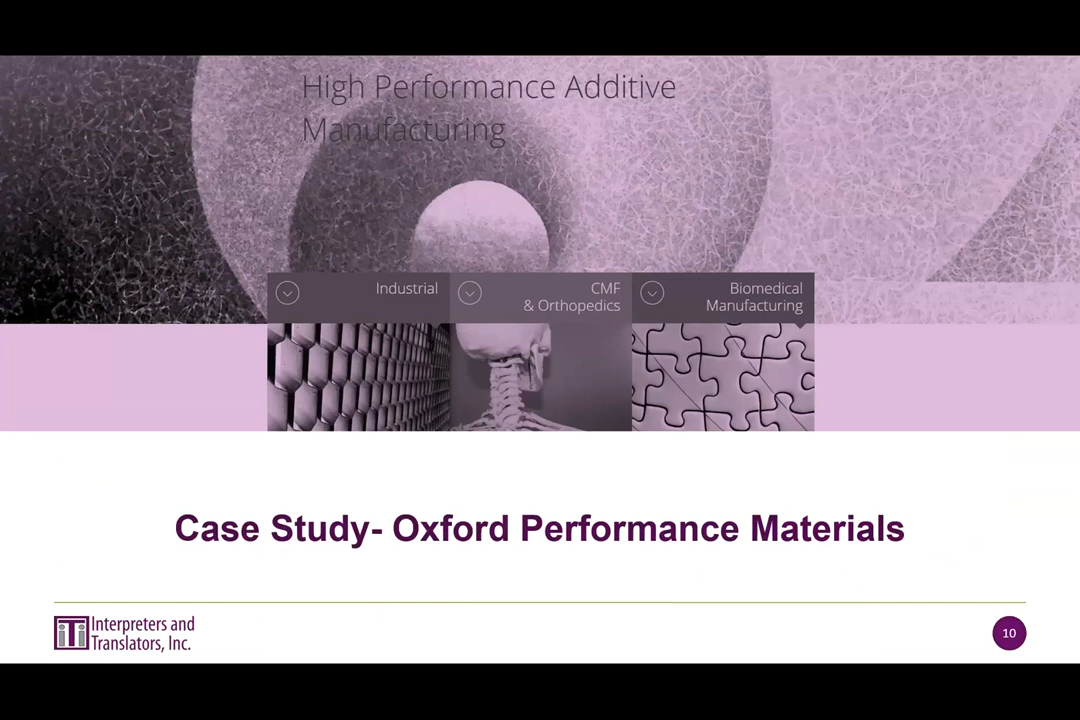 High Performance Additive
Manufacturing
Industrial
CMF
& Orthopedics
Biomedical
Manufacturing
Case Study- Oxford Performance Materials
iTi
Interpreters and
Translators, Inc.
10